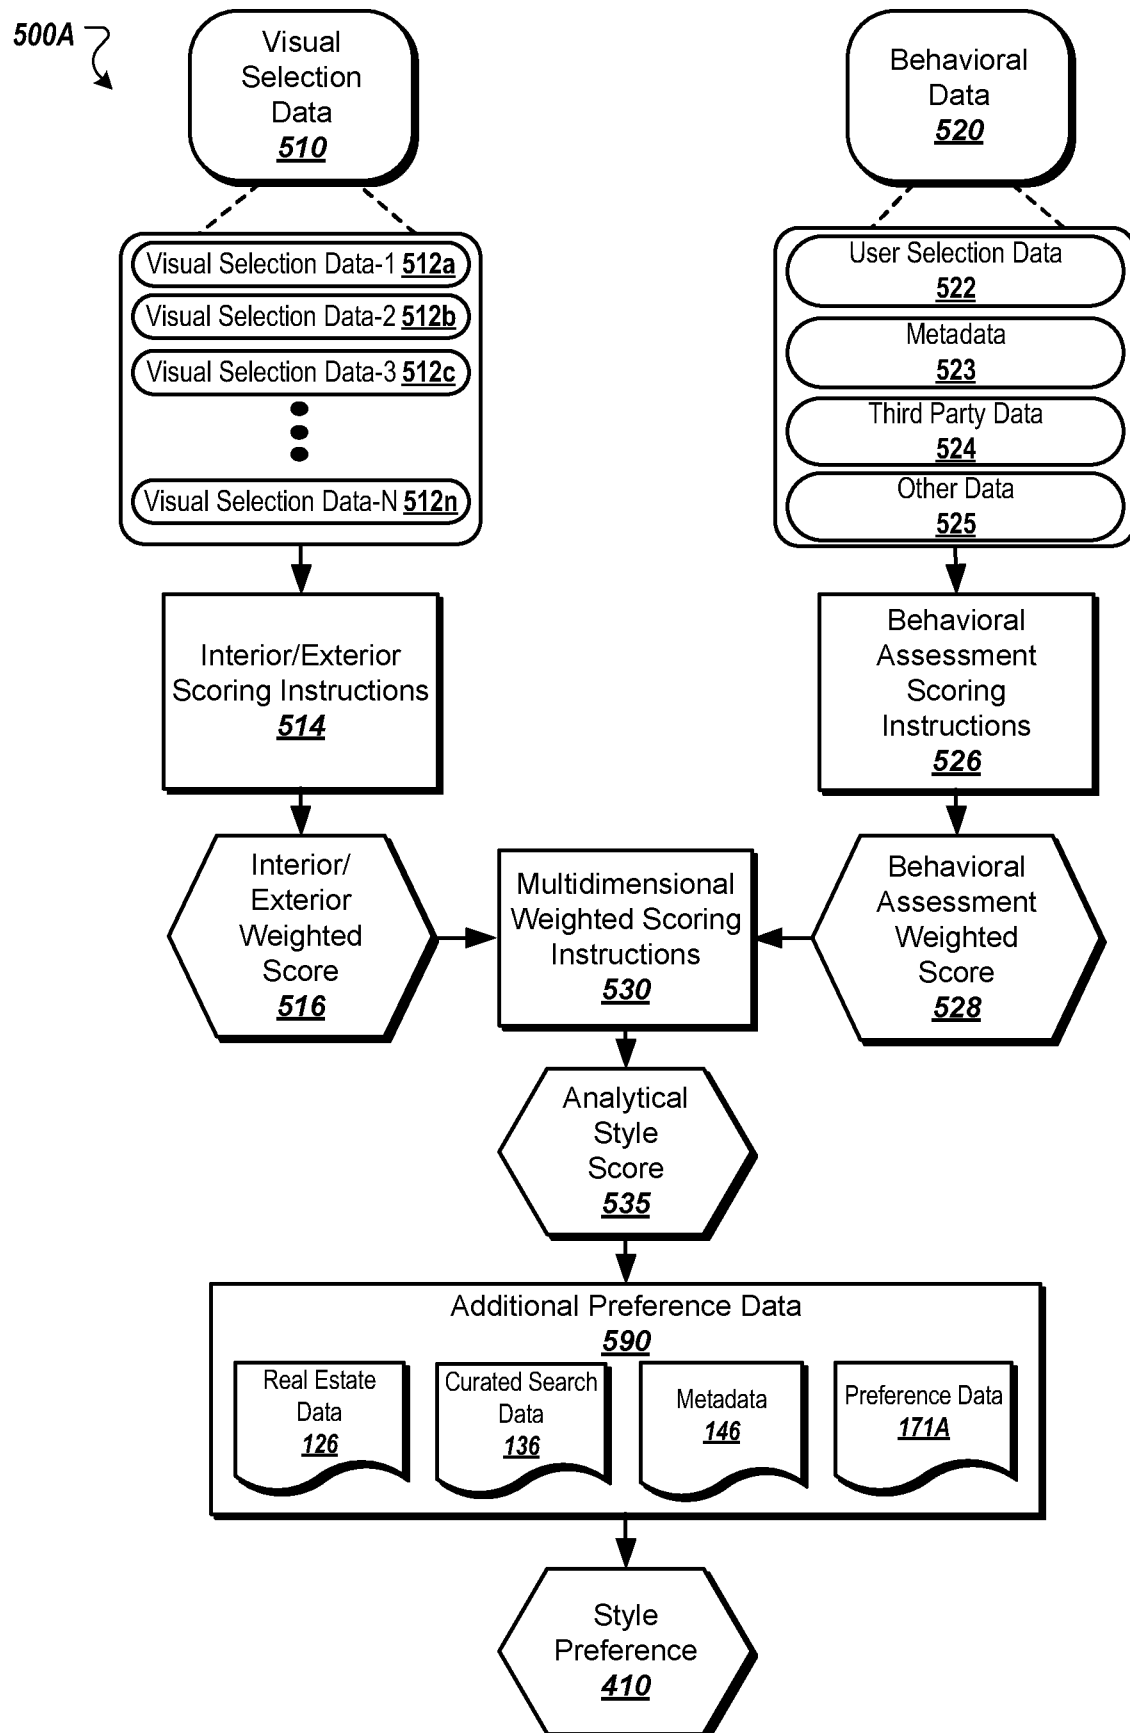 500A
Visual
Selection
Data
510
Behavioral
Data
520
Visual Selection Data-1 512a
Visual Selection Data-2 512b
Visual Selection Data-3 512c
Visual Selection Data-N 512n
User Selection Data
522
Metadata
523
Third Party Data
524
Other Data
525
Interior/Exterior
Scoring Instructions
514
Behavioral
Assessment
Scoring
Instructions
526
Interior/
Exterior
Weighted
Score
516
Multidimensional
Weighted Scoring
Instructions
530
Behavioral
Assessment
Weighted
Score
528
Analytical
Style
Score
535
Additional Preference Data
590
Real Estate
Data
126
Curated Search
Data
136
Metadata
146
Preference Data
171A
Style
Preference
410